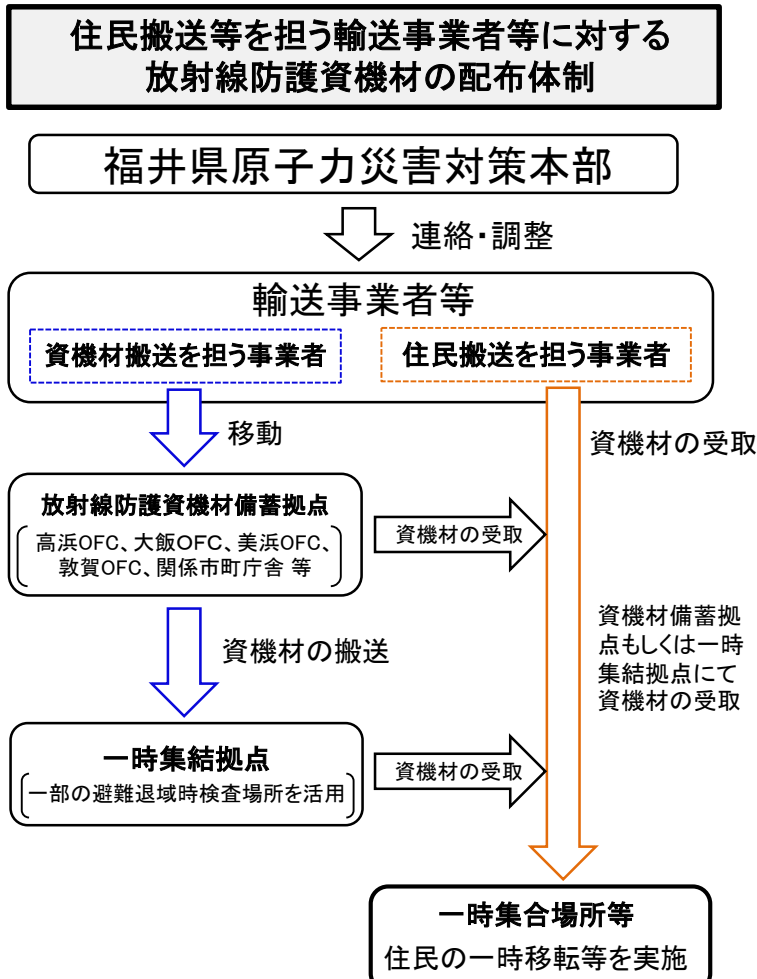 住民搬送等を担う輸送事業者等に対する
放射線防護資機材の配布体制
福井県原子力災害対策本部
連絡・調整
輸送事業者等
資機材搬送を担う事業者
住民搬送を担う事業者
移動
資機材の受取
放射線防護資機材備蓄拠点
高浜OFC、大飯OFC、美浜OFC、
敦賀OFC、関係市町庁舎 等
資機材の受取
資機材備蓄拠
点もしくは一時
集結拠点にて
資機材の受取
資機材の搬送
一時集結拠点
一部の避難退域時検査場所を活用
資機材の受取
一時集合場所等
住民の一時移転等を実施